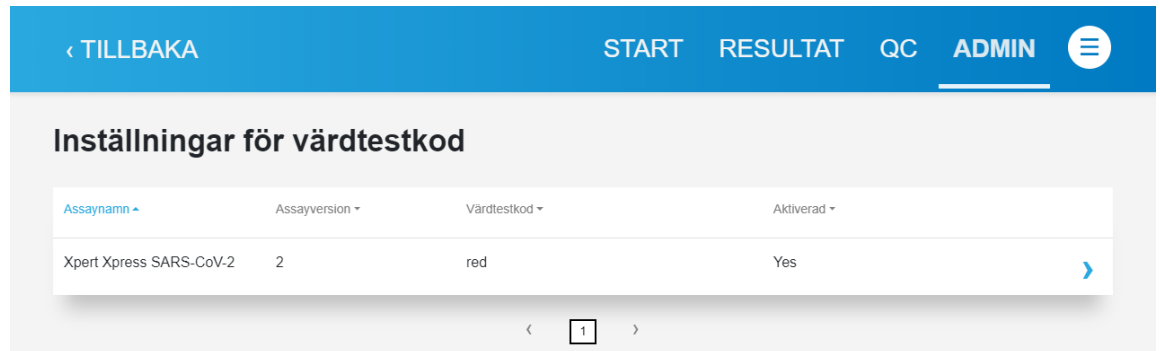 ‹ TILLBAKA START RESULTAT QC ADMIN
Inställningar för värdtestkod
Assaynamn Assayversion Värdtestkod Aktiverad
Xpert Xpress SARS-CoV-2 2 red Yes
1